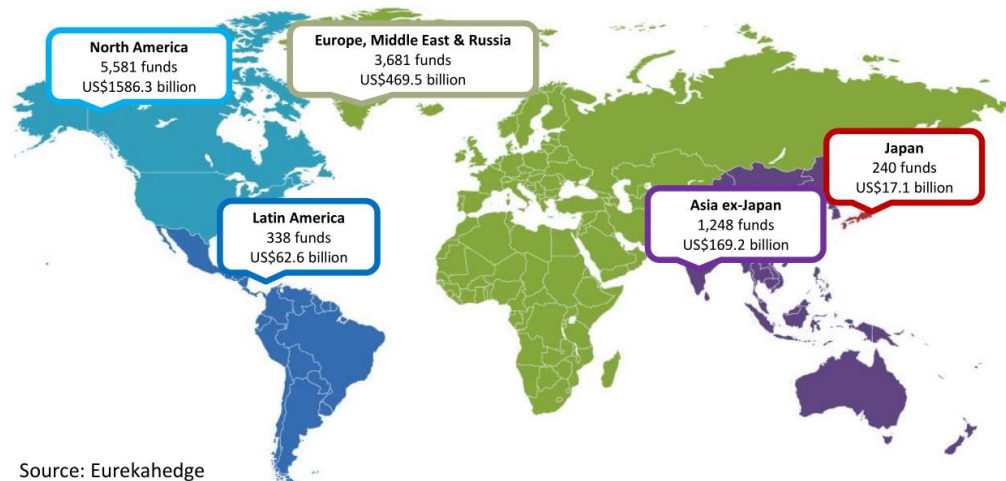 North America
5,581 funds
US$1586.3 billion
Europe, Middle East & Russia
3,681 funds
US$469.5 billion
Japan
240 funds
US$17.1 billion
Asia ex-Japan
1,248 funds
US$169.2 billion
Latin America
338 funds
US$62.6 billion
Source: Eurekahedge